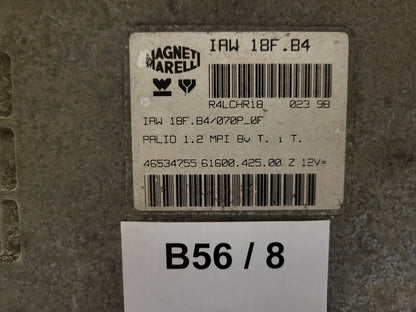 MAGNETI MARELLI
IAW 18F.B4
R4LCHR18 023 98
IAW 18F.B4/070P_0F
PALIO 1.2 MPI 8v T. i T.
46534755 61600.425.00 Z 12V=
B56 / 8